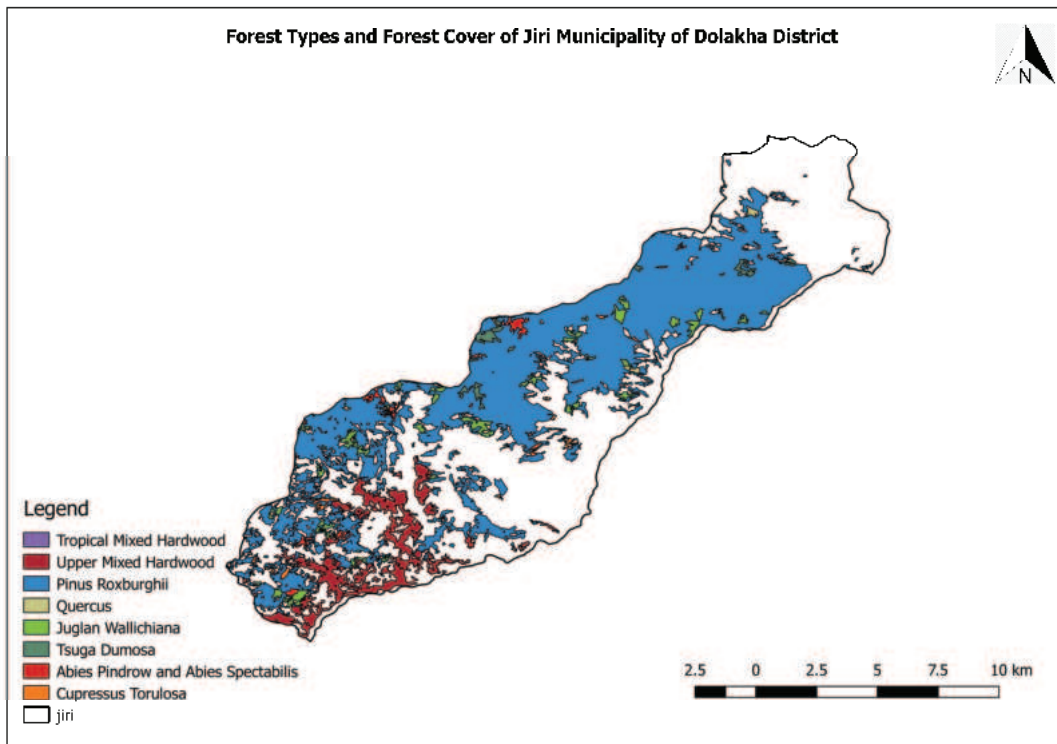 Forest Types and Forest Cover of Jiri Municipality of Dolakha District
N
Legend
Tropical Mixed Hardwood
Upper Mixed Hardwood
Pinus Roxburghii
Quercus
Juglan Wallichiana
Tsuga Dumosa
Abies Pindrow and Abies Spectabilis
Cupressus Torulosa
jiri
2.5 0 2.5 5 7.5 10 km